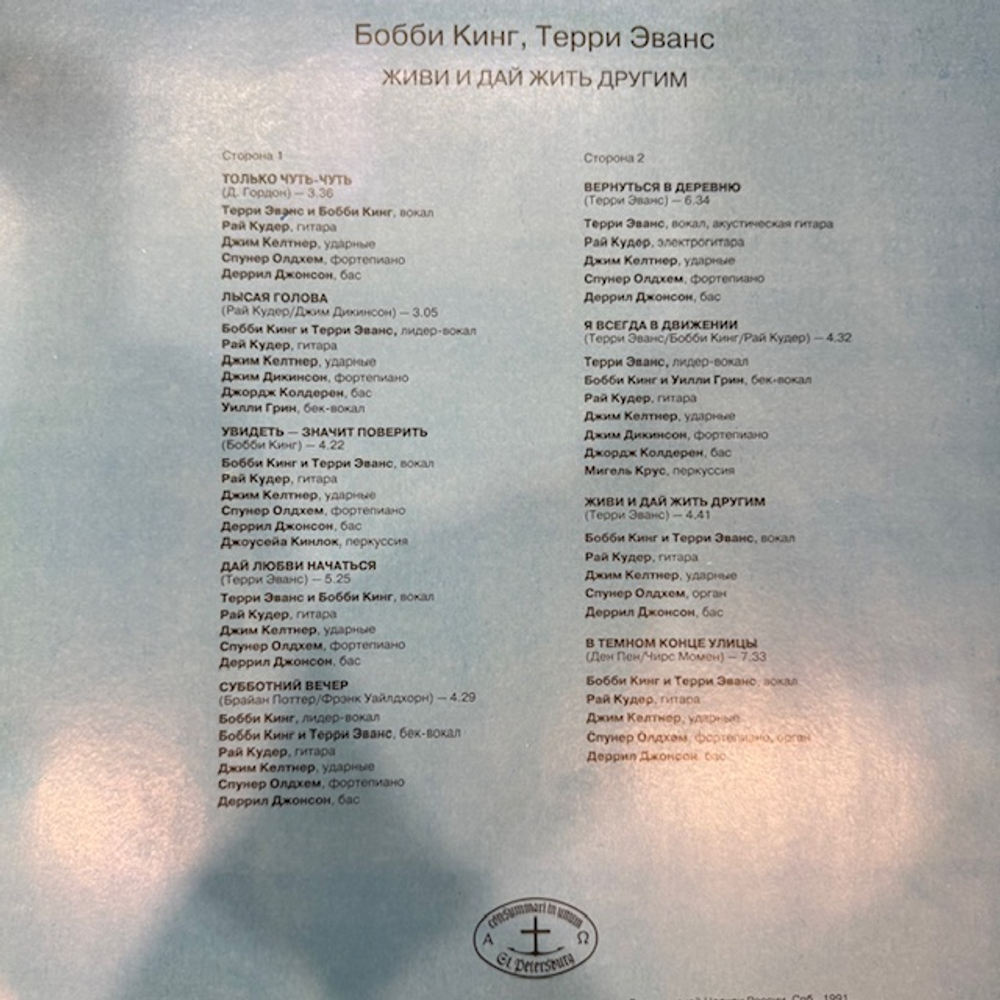 Бобби Кинг, Терри Эванс
ЖИВИ И ДАЙ ЖИТЬ ДРУГИМ
Сторона 1
ТОЛЬКО ЧУТЬ-ЧУТЬ
(Д. Гордон) — 3.36
Терри Эванс и Бобби Кинг, вокал
Рай Кудер, гитара
Джим Келтнер, ударные
Спунер Олдхем, фортепиано
Деррил Джонсон, бас
ЛЫСАЯ ГОЛОВА
(Рай Кудер/Джим Дикинсон) — 3.05
Бобби Кинг и Терри Эванс, лидер-вокал
Рай Кудер, гитара
Джим Келтнер, ударные
Джим Дикинсон, фортепиано
Джордж Колдерен, бас
Уилли Грин, бек-вокал
УВИДЕТЬ — ЗНАЧИТ ПОВЕРИТЬ
(Бобби Кинг) — 4.22
Бобби Кинг и Терри Эванс, вокал
Рай Кудер, гитара
Джим Келтнер, ударные
Спунер Олдхем, фортепиано
Деррил Джонсон, бас
Джоусейа Кинлок, перкуссия
ДАЙ ЛЮБВИ НАЧАТЬСЯ
(Терри Эванс) — 5.25
Терри Эванс и Бобби Кинг, вокал
Рай Кудер, гитара
Джим Келтнер, ударные
Спунер Олдхем, фортепиано
Деррил Джонсон, бас
СУББОТНИЙ ВЕЧЕР
(Брайан Поттер/Фрэнк Уайлдхорн) — 4.29
Бобби Кинг, лидер-вокал
Бобби Кинг и Терри Эванс, бек-вокал
Рай Кудер, гитара
Джим Келтнер, ударные
Спунер Олдхем, фортепиано
Деррил Джонсон, бас
Сторона 2
ВЕРНУТЬСЯ В ДЕРЕВНЮ
(Терри Эванс) — 6.34
Терри Эванс, вокал, акустическая гитара
Рай Кудер, электрогитара
Джим Келтнер, ударные
Спунер Олдхем, фортепиано
Деррил Джонсон, бас
Я ВСЕГДА В ДВИЖЕНИИ
(Терри Эванс/Бобби Кинг/Рай Кудер) — 4.32
Терри Эванс, лидер-вокал
Бобби Кинг и Уилли Грин, бек-вокал
Рай Кудер, гитара
Джим Келтнер, ударные
Джим Дикинсон, фортепиано
Джордж Колдерен, бас
Мигель Крус, перкуссия
ЖИВИ И ДАЙ ЖИТЬ ДРУГИМ
(Терри Эванс) — 4.41
Бобби Кинг и Терри Эванс, вокал
Рай Кудер, гитара
Джим Келтнер, ударные
Спунер Олдхем, орган
Деррил Джонсон, бас
В ТЕМНОМ КОНЦЕ УЛИЦЫ
(Ден Пен/Чирс Момен) — 7.33
Бобби Кинг и Терри Эванс, вокал
Рай Кудер, гитара
Джим Келтнер, ударные
Спунер Олдхем, фортепиано, орган
Деррил Джонсон, бас
consummari in unum
A Ω
St. Petersburg
Спб., 1991